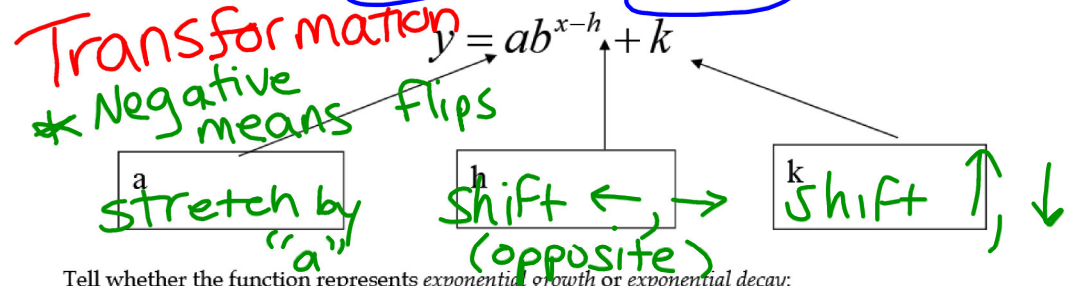 Transformation
y = ab^{x-h} + k
* Negative means flips
a
stretch by "a"
h
shift ←, →
(opposite)
k
shift ↑, ↓
Tell whether the function represents exponential growth or exponential decay: